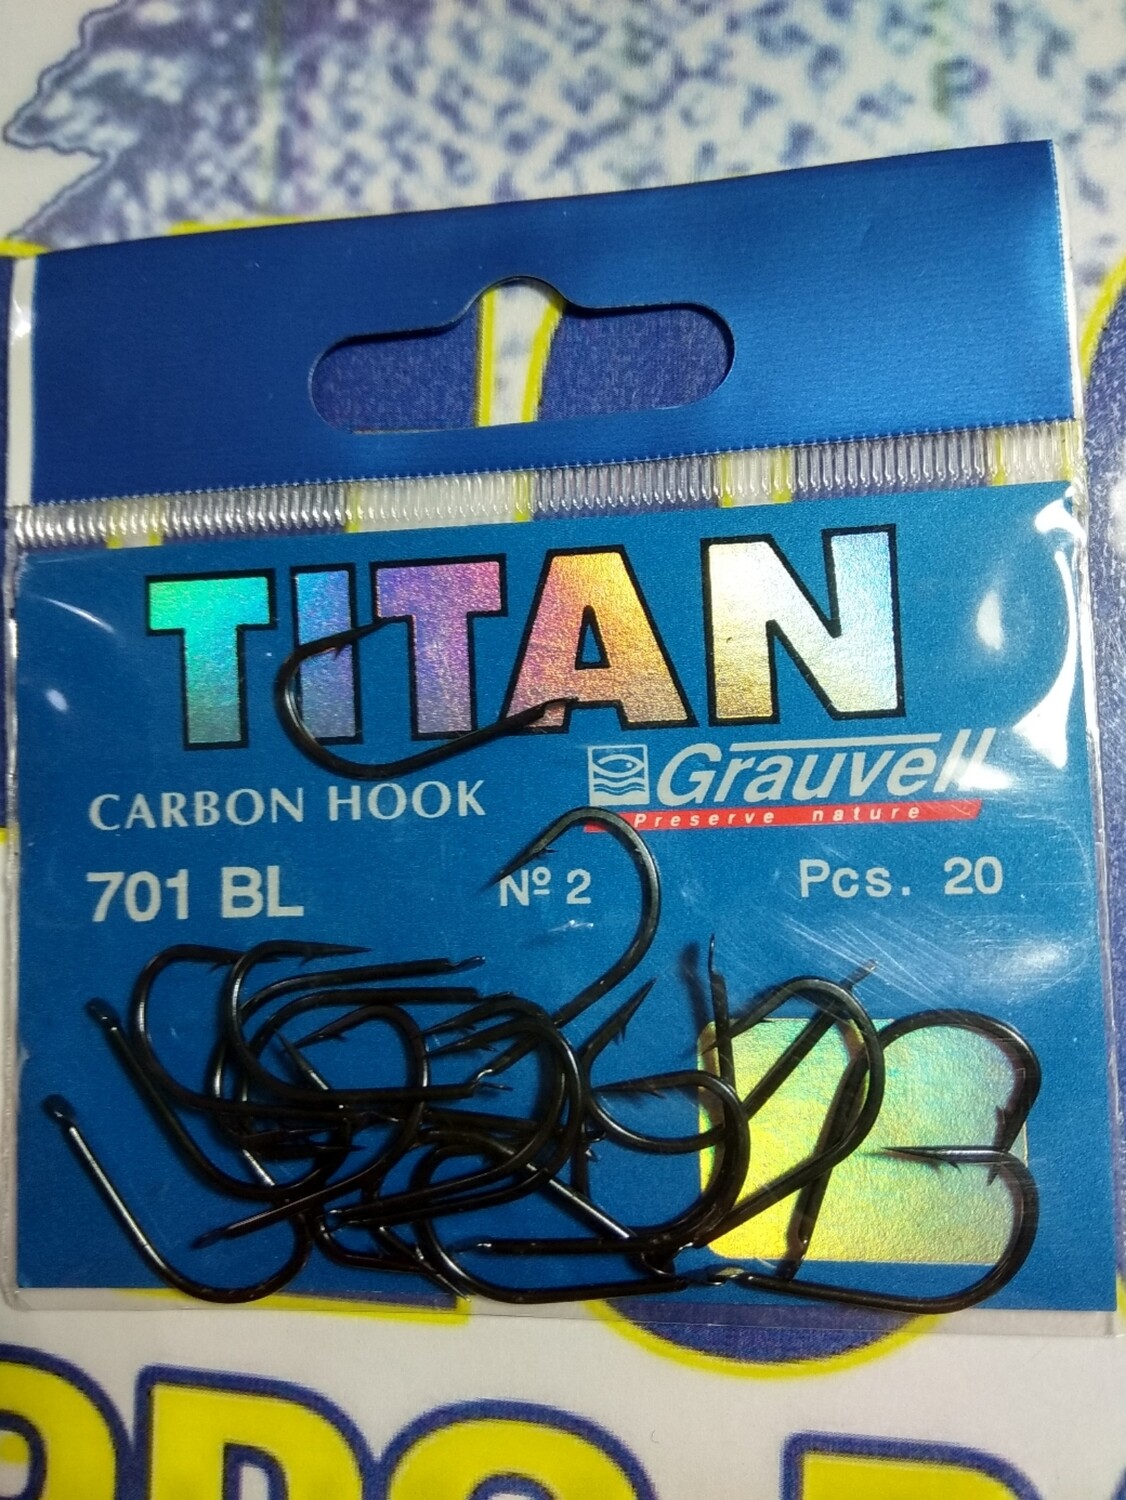 TITAN
Grauvell
CARBON HOOK
Preserve nature
701 BL Nº 2 Pcs. 20